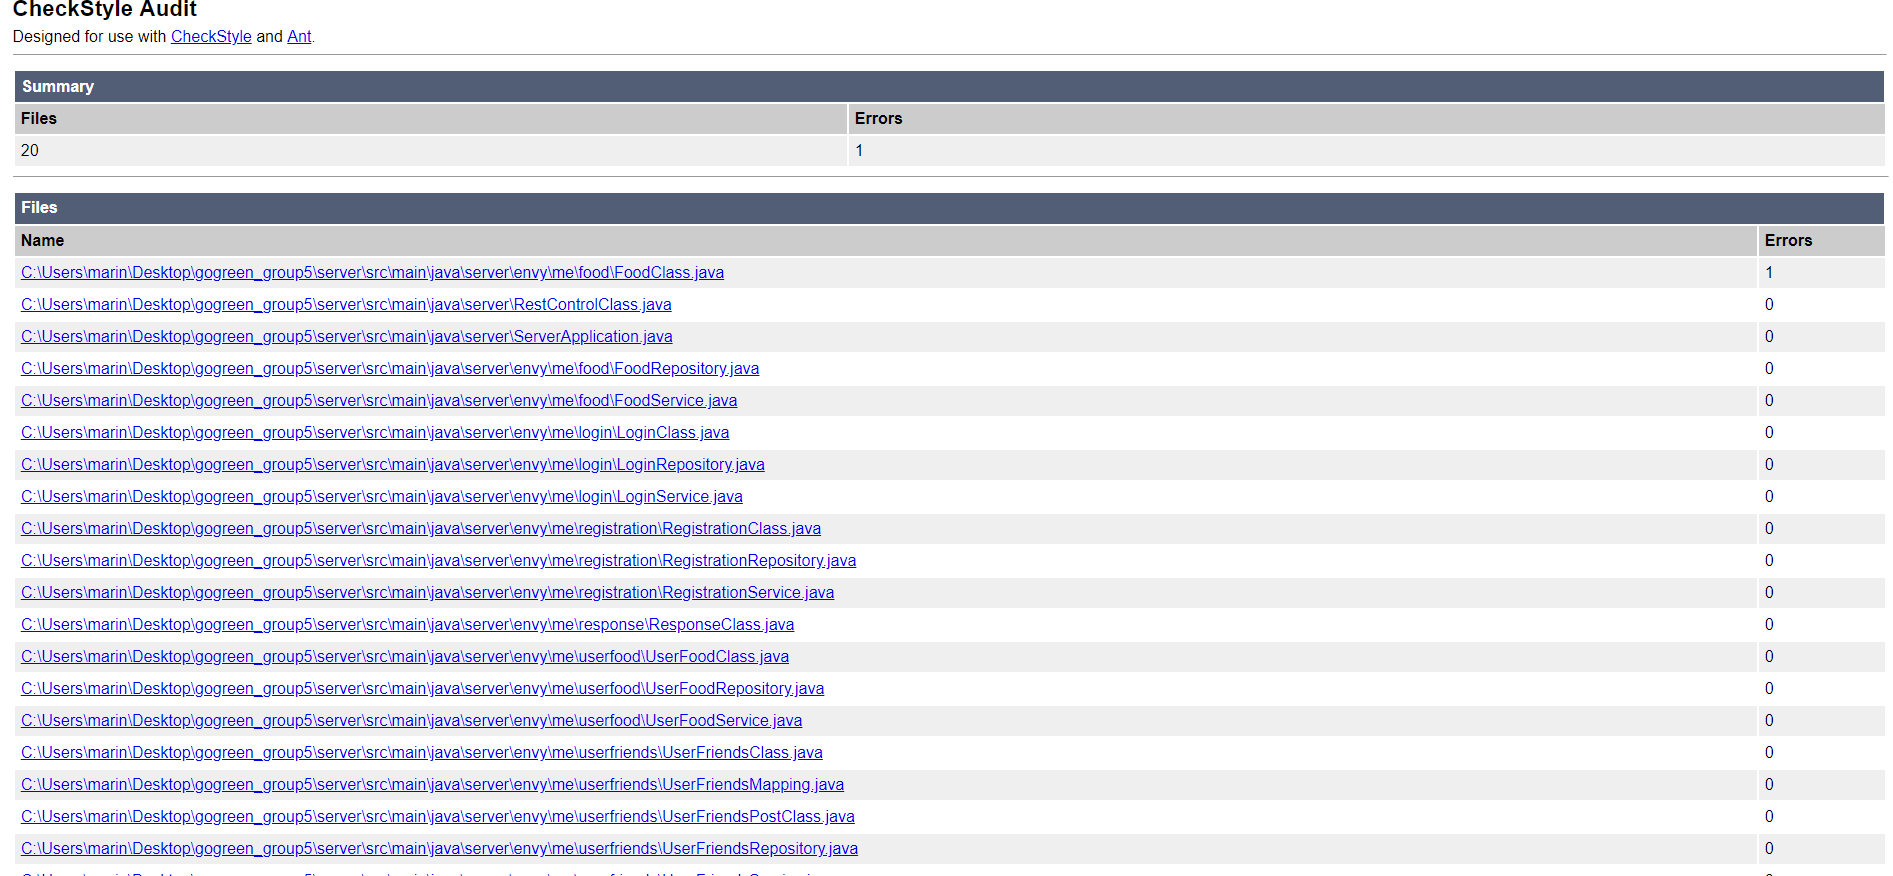 CheckStyle Audit
Designed for use with CheckStyle and Ant.
Summary
Files Errors
20 1
Files
Name Errors
C:\Users\marin\Desktop\gogreen_group5\server\src\main\java\server\envy\me\food\FoodClass.java 1
C:\Users\marin\Desktop\gogreen_group5\server\src\main\java\server\RestControlClass.java 0
C:\Users\marin\Desktop\gogreen_group5\server\src\main\java\server\ServerApplication.java 0
C:\Users\marin\Desktop\gogreen_group5\server\src\main\java\server\envy\me\food\FoodRepository.java 0
C:\Users\marin\Desktop\gogreen_group5\server\src\main\java\server\envy\me\food\FoodService.java 0
C:\Users\marin\Desktop\gogreen_group5\server\src\main\java\server\envy\me\login\LoginClass.java 0
C:\Users\marin\Desktop\gogreen_group5\server\src\main\java\server\envy\me\login\LoginRepository.java 0
C:\Users\marin\Desktop\gogreen_group5\server\src\main\java\server\envy\me\login\LoginService.java 0
C:\Users\marin\Desktop\gogreen_group5\server\src\main\java\server\envy\me\registration\RegistrationClass.java 0
C:\Users\marin\Desktop\gogreen_group5\server\src\main\java\server\envy\me\registration\RegistrationRepository.java 0
C:\Users\marin\Desktop\gogreen_group5\server\src\main\java\server\envy\me\registration\RegistrationService.java 0
C:\Users\marin\Desktop\gogreen_group5\server\src\main\java\server\envy\me\response\ResponseClass.java 0
C:\Users\marin\Desktop\gogreen_group5\server\src\main\java\server\envy\me\userfood\UserFoodClass.java 0
C:\Users\marin\Desktop\gogreen_group5\server\src\main\java\server\envy\me\userfood\UserFoodRepository.java 0
C:\Users\marin\Desktop\gogreen_group5\server\src\main\java\server\envy\me\userfood\UserFoodService.java 0
C:\Users\marin\Desktop\gogreen_group5\server\src\main\java\server\envy\me\userfriends\UserFriendsClass.java 0
C:\Users\marin\Desktop\gogreen_group5\server\src\main\java\server\envy\me\userfriends\UserFriendsMapping.java 0
C:\Users\marin\Desktop\gogreen_group5\server\src\main\java\server\envy\me\userfriends\UserFriendsPostClass.java 0
C:\Users\marin\Desktop\gogreen_group5\server\src\main\java\server\envy\me\userfriends\UserFriendsRepository.java 0